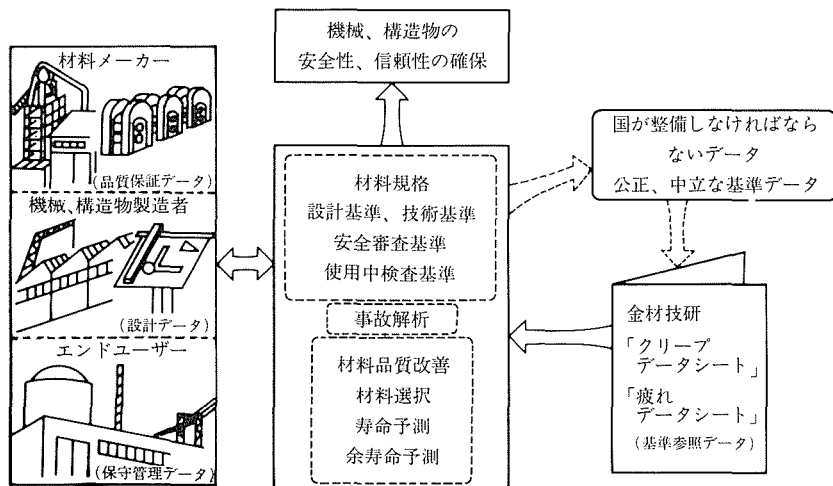 材料メーカー
(品質保証データ)
機械、構造物製造者
(設計データ)
エンドユーザー
(保守管理データ)
機械、構造物の
安全性、信頼性の確保
材料規格
設計基準、技術基準
安全審査基準
使用中検査基準
事故解析
材料品質改善
材料選択
寿命予測
余寿命予測
国が整備しなければなら
ないデータ
公正、中立な基準データ
金材技研
「クリープ
データシート」
「疲れ
データシート」
(基準参照データ)